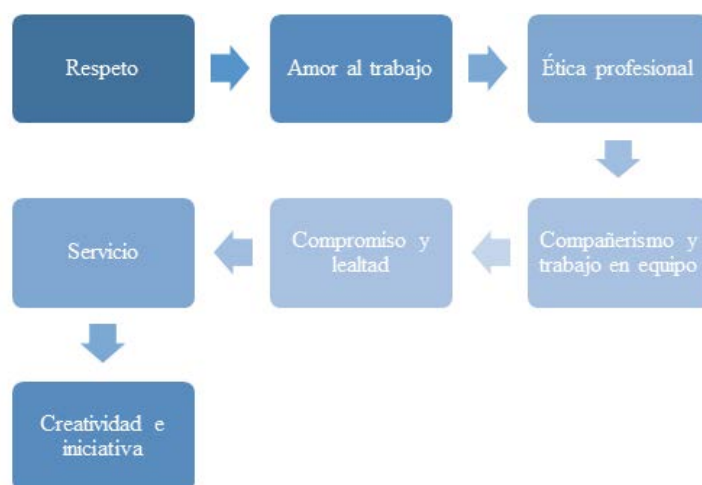 Respeto
Amor al trabajo
Ética profesional
Compañerismo y
trabajo en equipo
Compromiso y
lealtad
Servicio
Creatividad e
iniciativa